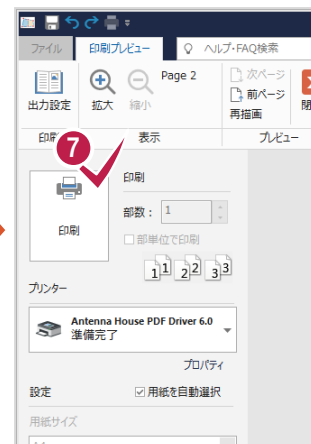 ファイル 印刷プレビュー ヘルプ・FAQ検索
出力設定 拡大 縮小 Page 2 次ページ
前ページ
再描画
表示 プレビュー
7
印刷
印刷
部数： 1
部単位で印刷
1 1 2 2 3 3
プリンター
Antenna House PDF Driver 6.0
準備完了
プロパティ
設定 用紙を自動選択
用紙サイズ